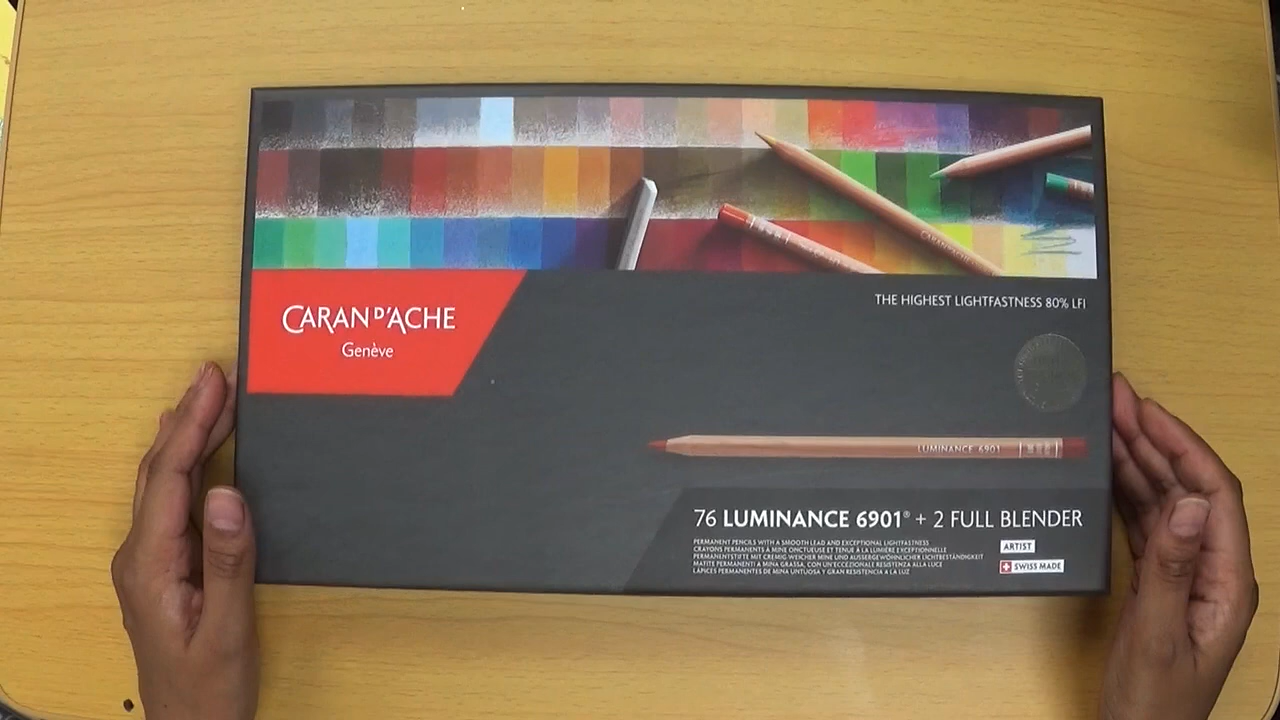 CARAN D'ACHE
CARAN D'ACHE
Genève
THE HIGHEST LIGHTFASTNESS 80% LFI
LUMINANCE 6901
76 LUMINANCE 6901® + 2 FULL BLENDER
PERMANENT PENCILS WITH A SMOOTH LEAD AND EXCEPTIONAL LIGHTFASTNESS
CRAYONS PERMANENTS À MINE ONCTUEUSE ET TENUE À LA LUMIÈRE EXCEPTIONNELLE
PERMANENTSTIFTE MIT CREMIG-WEICHER MINE UND AUSSERGEWÖHNLICHER LICHTBESTÄNDIGKEIT
MATITE PERMANENTI A MINA GRASSA, CON UN'ECCEZIONALE RESISTENZA ALLA LUCE
LÁPICES PERMANENTES DE MINA UNTUOSA Y GRAN RESISTENCIA A LA LUZ
ARTIST
SWISS MADE